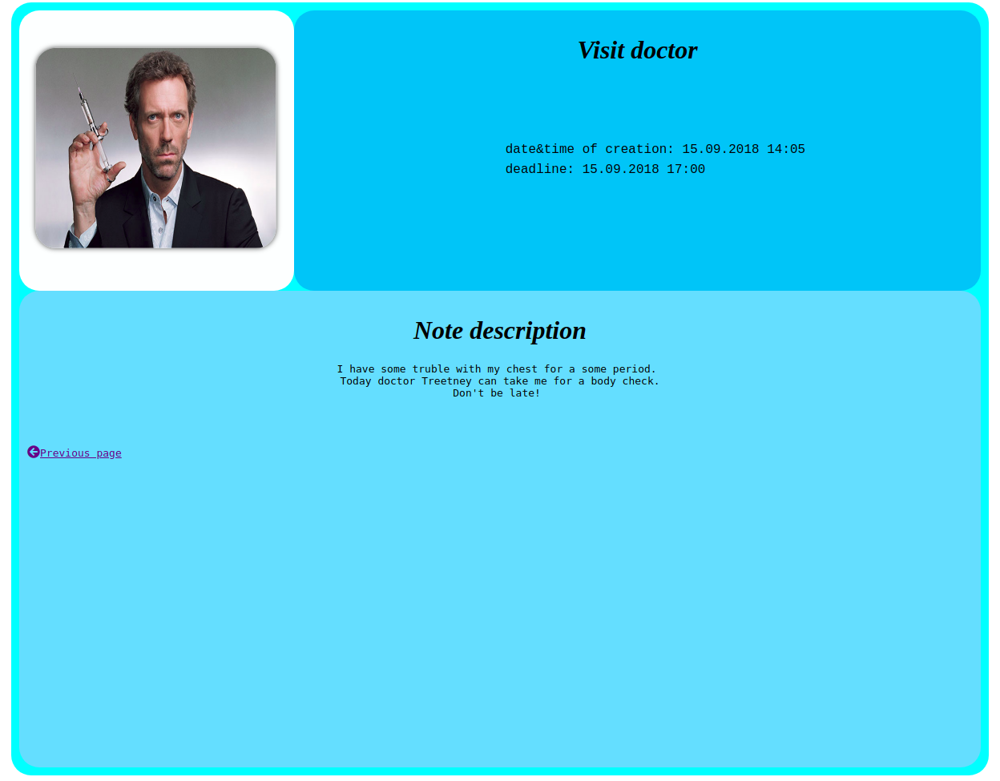 Visit doctor
date&time of creation: 15.09.2018 14:05
deadline: 15.09.2018 17:00
Note description
I have some truble with my chest for a some period.
Today doctor Treetney can take me for a body check.
Don't be late!
Previous page